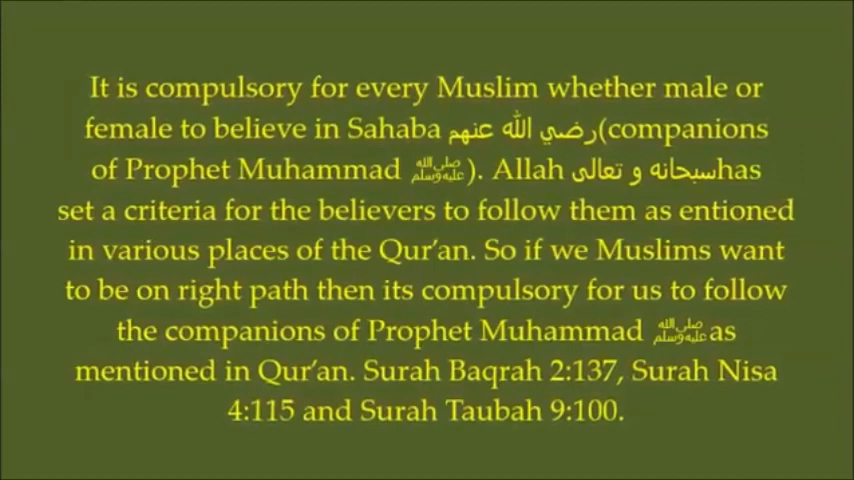 It is compulsory for every Muslim whether male or
female to believe in Sahaba رضي الله عنهم(companions
of Prophet Muhammad ﷺ). Allah سبحانه و تعالى has
set a criteria for the believers to follow them as entioned
in various places of the Qur’an. So if we Muslims want
to be on right path then its compulsory for us to follow
the companions of Prophet Muhammad ﷺ as
mentioned in Qur’an. Surah Baqrah 2:137, Surah Nisa
4:115 and Surah Taubah 9:100.